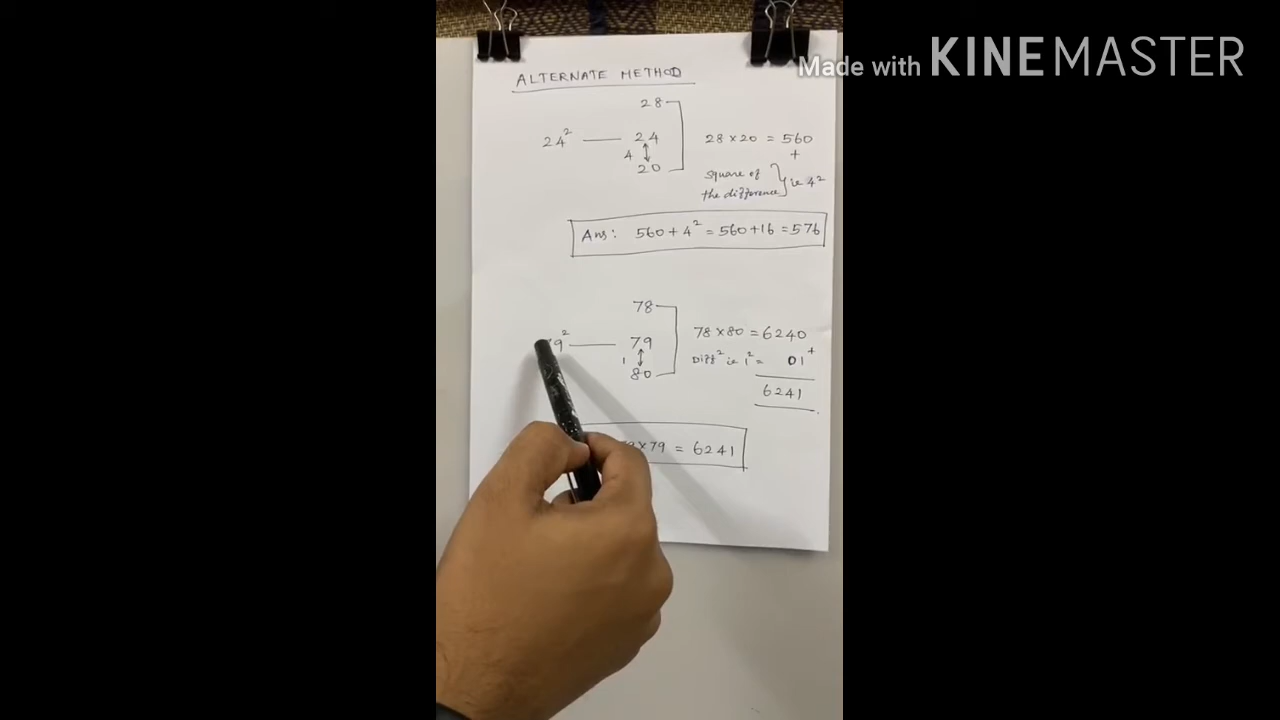 Made with KINEMASTER
ALTERNATE METHOD
28
24² 24 28 × 20 = 560
4 +
20 square of
the difference } ie 4²
Ans: 560 + 4² = 560 + 16 = 576
78
79 78 × 80 = 6240
1 Diff² ie 1² = 01 +
80
6241
× 79 = 6241